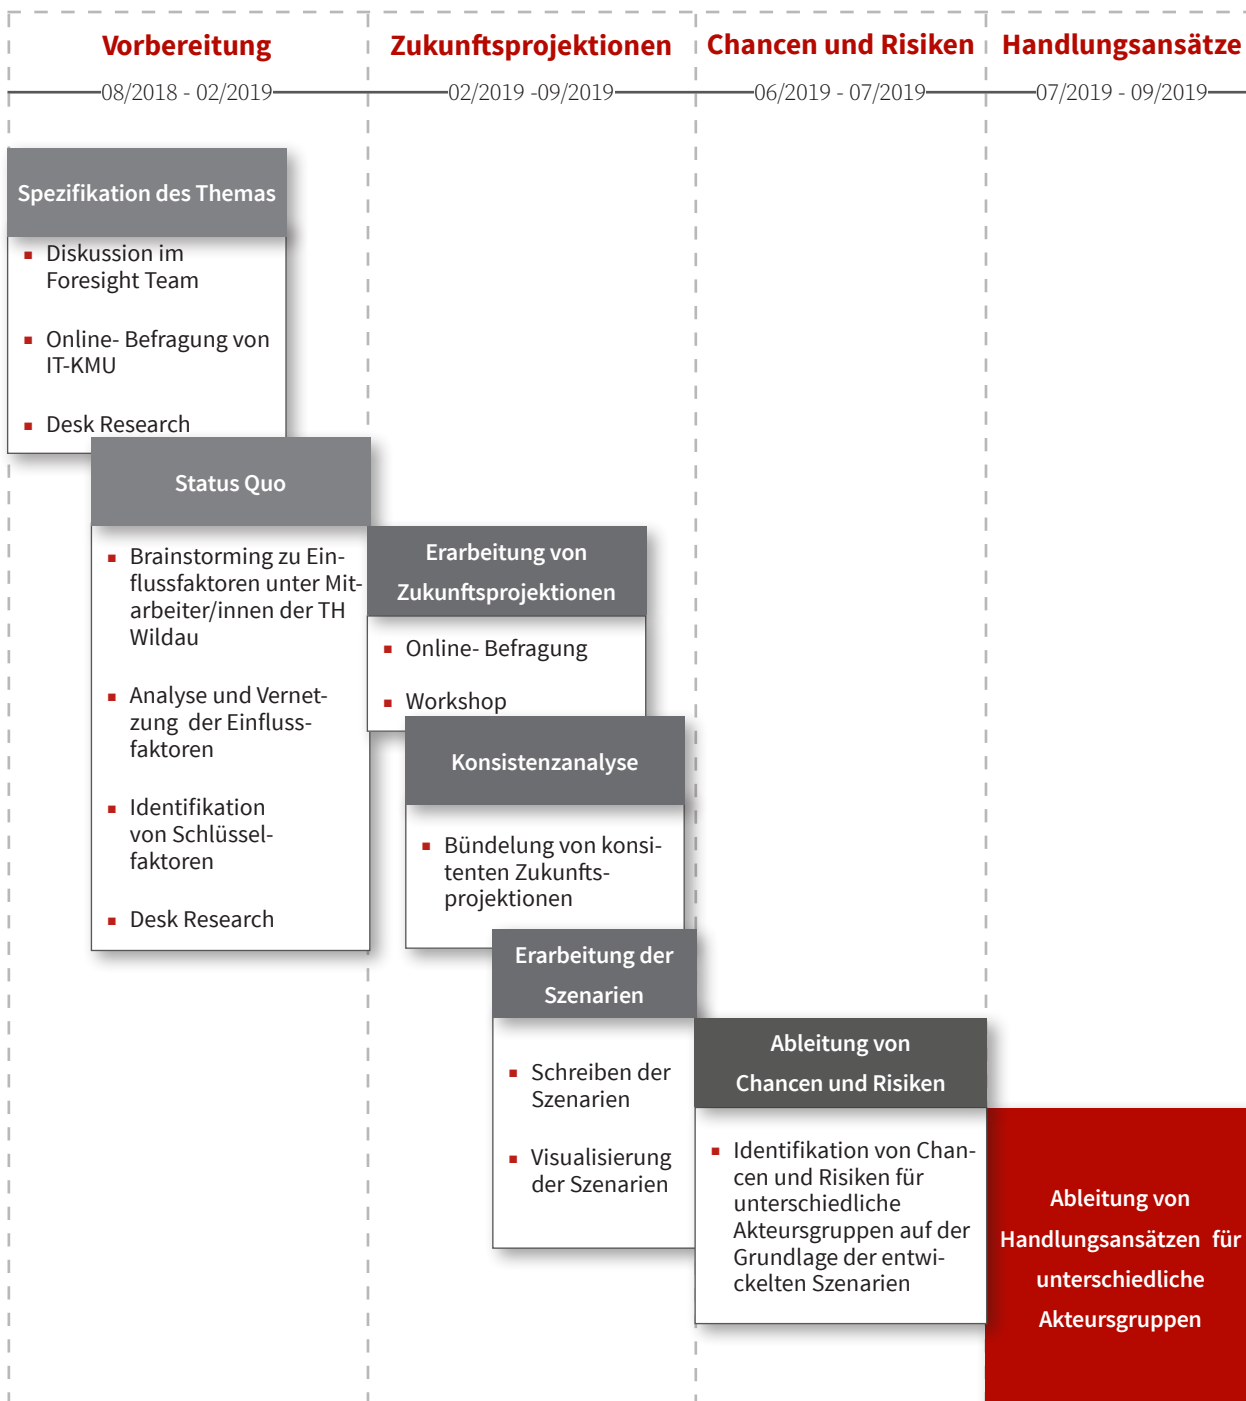 Vorbereitung
08/2018 - 02/2019
Zukunftsprojektionen
02/2019 -09/2019
Chancen und Risiken
06/2019 - 07/2019
Handlungsansätze
07/2019 - 09/2019
Spezifikation des Themas
Diskussion im
Foresight Team
Online- Befragung von
IT-KMU
Desk Research
Status Quo
Brainstorming zu Ein-
flussfaktoren unter Mit-
arbeiter/innen der TH
Wildau
Analyse und Vernet-
zung der Einfluss-
faktoren
Identifikation
von Schlüssel-
faktoren
Desk Research
Erarbeitung von
Zukunftsprojektionen
Online- Befragung
Workshop
Konsistenzanalyse
Bündelung von konsi-
tenten Zukunfts-
projektionen
Erarbeitung der
Szenarien
Schreiben der
Szenarien
Visualisierung
der Szenarien
Ableitung von
Chancen und Risiken
Identifikation von Chan-
cen und Risiken für
unterschiedliche
Akteursgruppen auf der
Grundlage der entwi-
ckelten Szenarien
Ableitung von
Handlungsansätzen für
unterschiedliche
Akteursgruppen